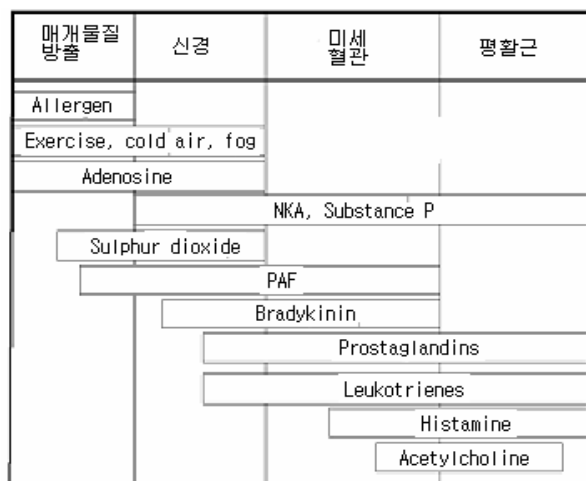 매개물질
방출
신경
미세
혈관
평활근
Allergen
Exercise, cold air, fog
Adenosine
NKA, Substance P
Sulphur dioxide
PAF
Bradykinin
Prostaglandins
Leukotrienes
Histamine
Acetylcholine